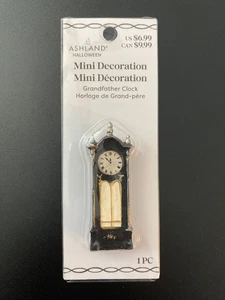 ASHLAND®
HALLOWEEN
US $6.99
CAN $9.99
Mini Decoration
Mini Décoration
Grandfather Clock
Horloge de Grand-père
1 PC